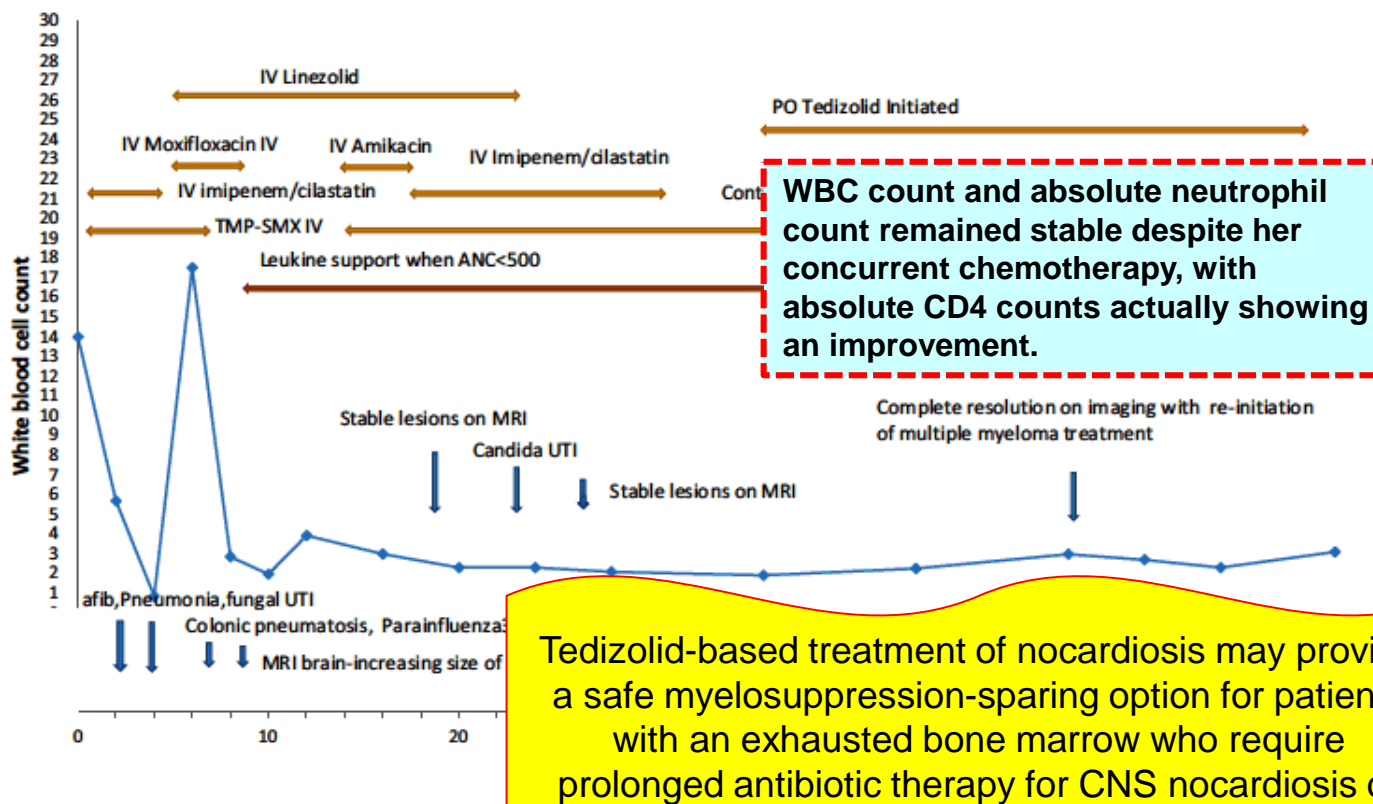 30
29
28
27
26
25
24
23
22
21
20
19
18
17
16
15
14
13
12
11
10
9
8
7
6
5
4
3
2
1
-
White blood cell count
IV Linezolid
PO Tedizolid Initiated
IV Moxifloxacin IV
IV Amikacin
IV Imipenem/cilastatin
IV imipenem/cilastatin
Cont
TMP-SMX IV
Leukine support when ANC<500
WBC count and absolute neutrophil
count remained stable despite her
concurrent chemotherapy, with
absolute CD4 counts actually showing
an improvement.
Complete resolution on imaging with re-initiation
of multiple myeloma treatment
Stable lesions on MRI
Candida UTI
Stable lesions on MRI
afib,Pneumonia,fungal UTI
Colonic pneumatosis, Parainfluenza3
MRI brain-increasing size of
0
10
20
Tedizolid-based treatment of nocardiosis may provi
a safe myelosuppression-sparing option for patien
with an exhausted bone marrow who require
prolonged antibiotic therapy for CNS nocardiosis